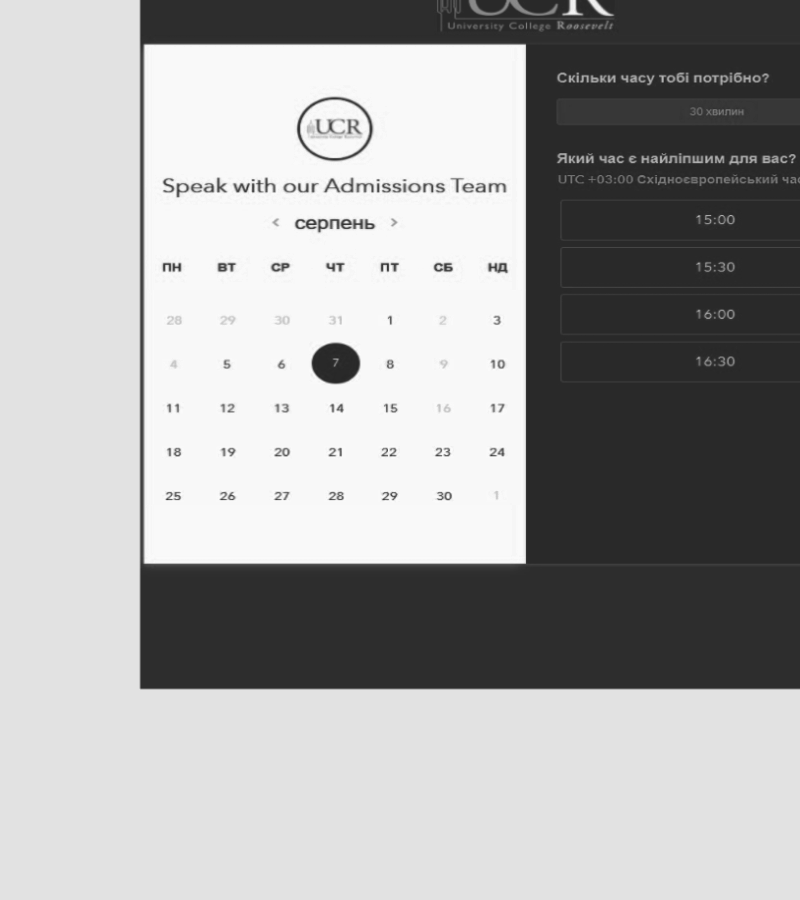 UCR
University College Roosevelt
UCR
Speak with our Admissions Team
< серпень >
ПН ВТ СР ЧТ ПТ СБ НД
28 29 30 31 1 2 3
4 5 6 7 8 9 10
11 12 13 14 15 16 17
18 19 20 21 22 23 24
25 26 27 28 29 30 1
Скільки часу тобі потрібно?
30 хвилин
Який час є найліпшим для вас?
UTC +03:00 Східноєвропейський час
15:00
15:30
16:00
16:30